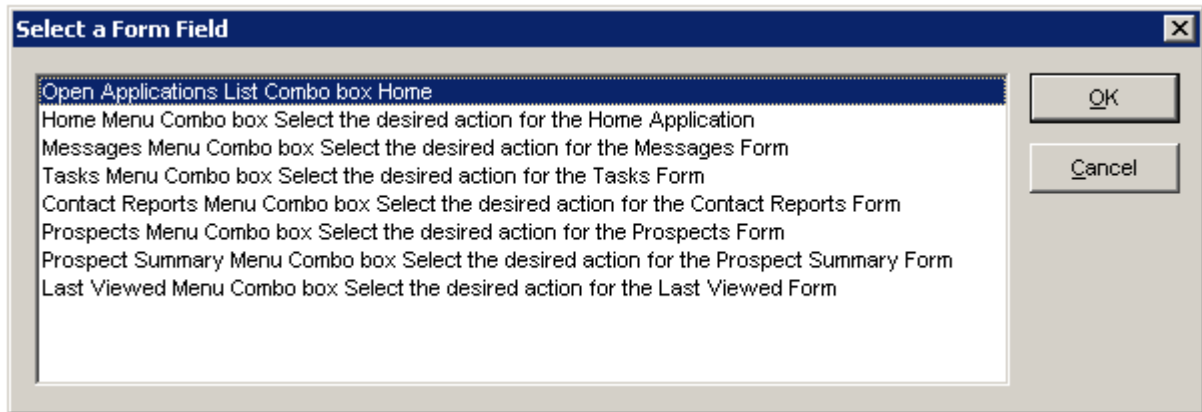 Select a Form Field
Open Applications List Combo box Home
Home Menu Combo box Select the desired action for the Home Application
Messages Menu Combo box Select the desired action for the Messages Form
Tasks Menu Combo box Select the desired action for the Tasks Form
Contact Reports Menu Combo box Select the desired action for the Contact Reports Form
Prospects Menu Combo box Select the desired action for the Prospects Form
Prospect Summary Menu Combo box Select the desired action for the Prospect Summary Form
Last Viewed Menu Combo box Select the desired action for the Last Viewed Form
OK
Cancel